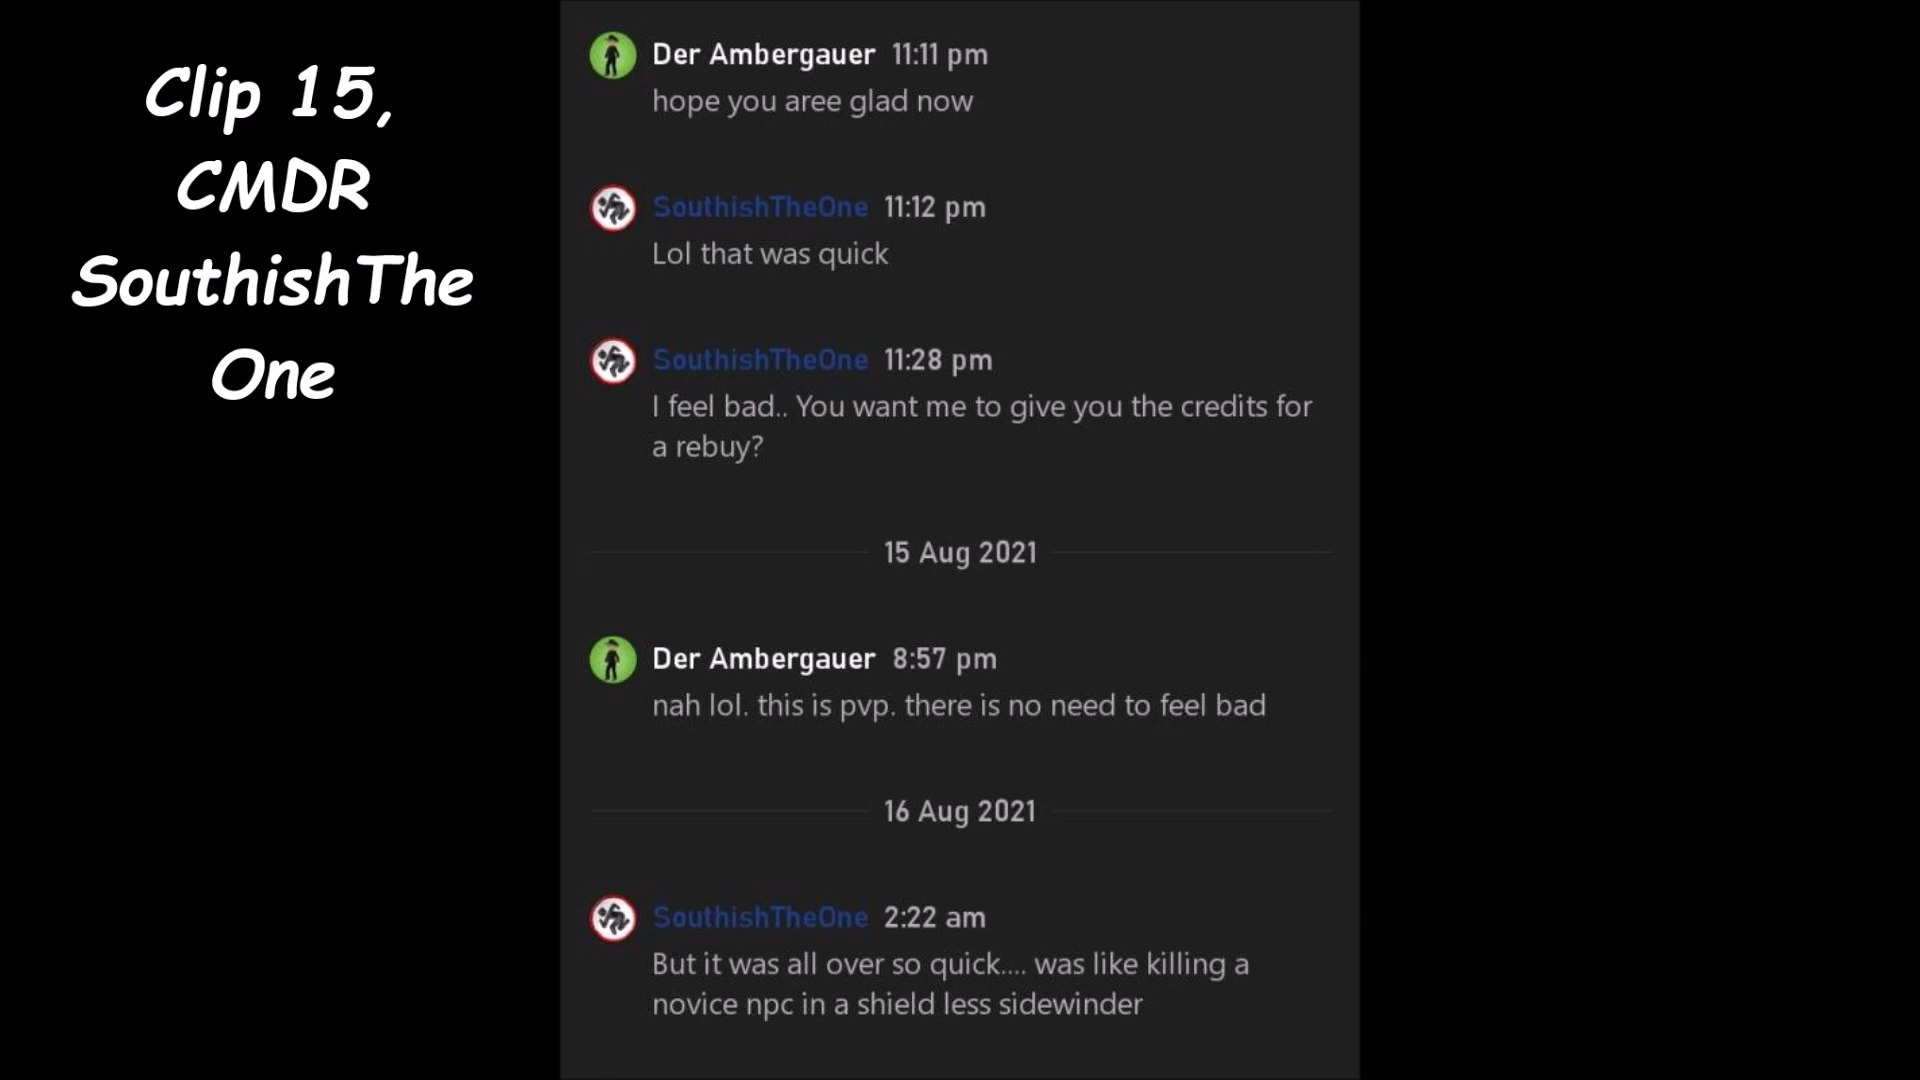 Clip 15,
CMDR
SouthishThe
One
Der Ambergauer 11:11 pm
hope you aree glad now
SouthishTheOne 11:12 pm
Lol that was quick
SouthishTheOne 11:28 pm
I feel bad.. You want me to give you the credits for
a rebuy?
15 Aug 2021
Der Ambergauer 8:57 pm
nah lol. this is pvp. there is no need to feel bad
16 Aug 2021
SouthishTheOne 2:22 am
But it was all over so quick.... was like killing a
novice npc in a shield less sidewinder